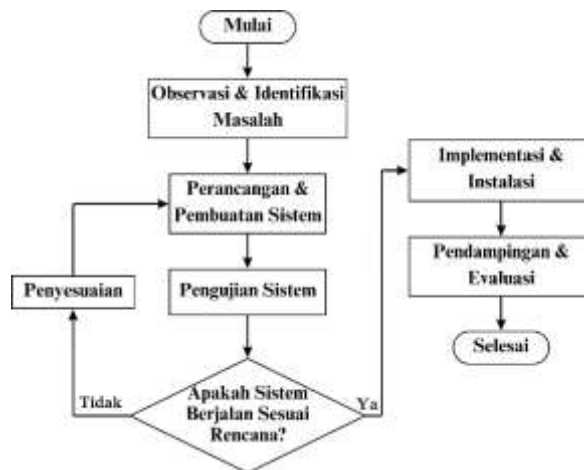 Mulai
Observasi & Identifikasi
Masalah
Perancangan &
Pembuatan Sistem
Penyesuaian
Pengujian Sistem
Apakah Sistem
Berjalan Sesuai
Rencana?
Tidak
Ya
Implementasi &
Instalasi
Pendampingan &
Evaluasi
Selesai